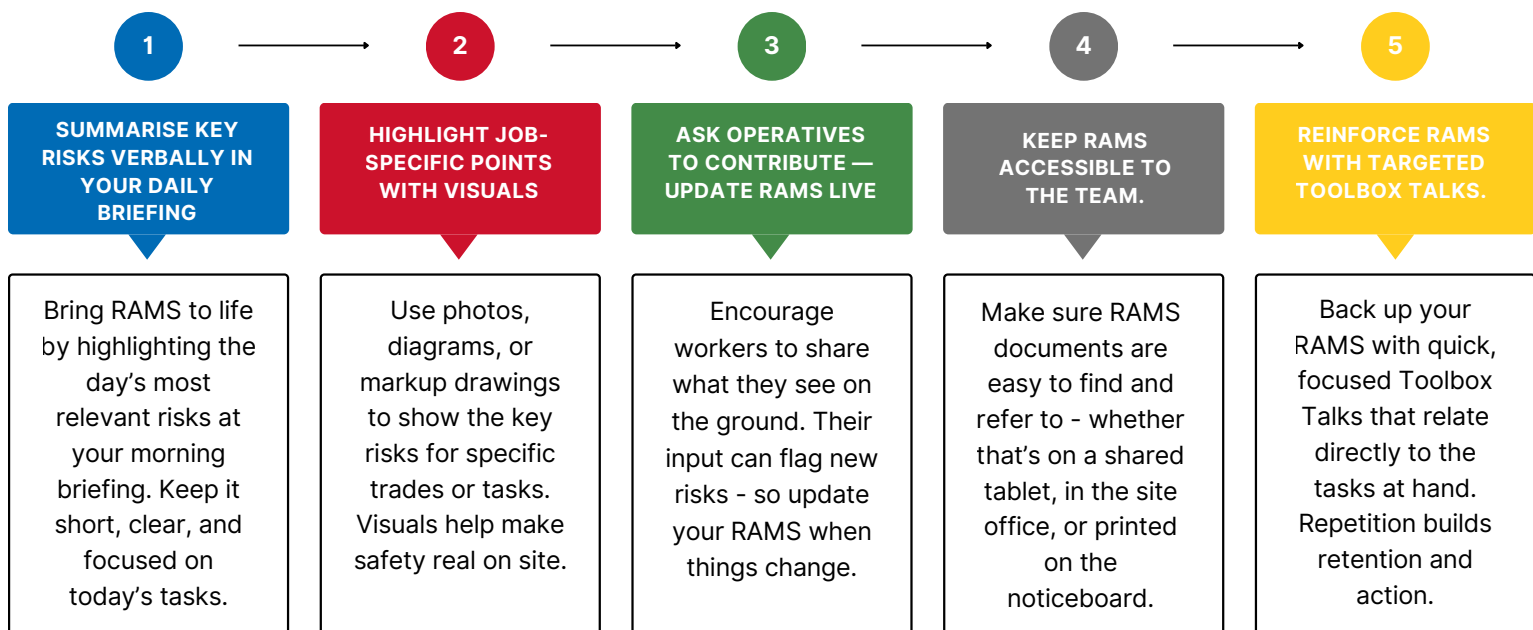 1
2
3
4
5
SUMMARISE KEY
RISKS VERBALLY IN
YOUR DAILY
BRIEFING
HIGHLIGHT JOB-
SPECIFIC POINTS
WITH VISUALS
ASK OPERATIVES
TO CONTRIBUTE —
UPDATE RAMS LIVE
KEEP RAMS
ACCESSIBLE TO
THE TEAM.
REINFORCE RAMS
WITH TARGETED
TOOLBOX TALKS.
Bring RAMS to life
by highlighting the
day’s most
relevant risks at
your morning
briefing. Keep it
short, clear, and
focused on
today’s tasks.
Use photos,
diagrams, or
markup drawings
to show the key
risks for specific
trades or tasks.
Visuals help make
safety real on site.
Encourage
workers to share
what they see on
the ground. Their
input can flag new
risks - so update
your RAMS when
things change.
Make sure RAMS
documents are
easy to find and
refer to - whether
that’s on a shared
tablet, in the site
office, or printed
on the
noticeboard.
Back up your
RAMS with quick,
focused Toolbox
Talks that relate
directly to the
tasks at hand.
Repetition builds
retention and
action.